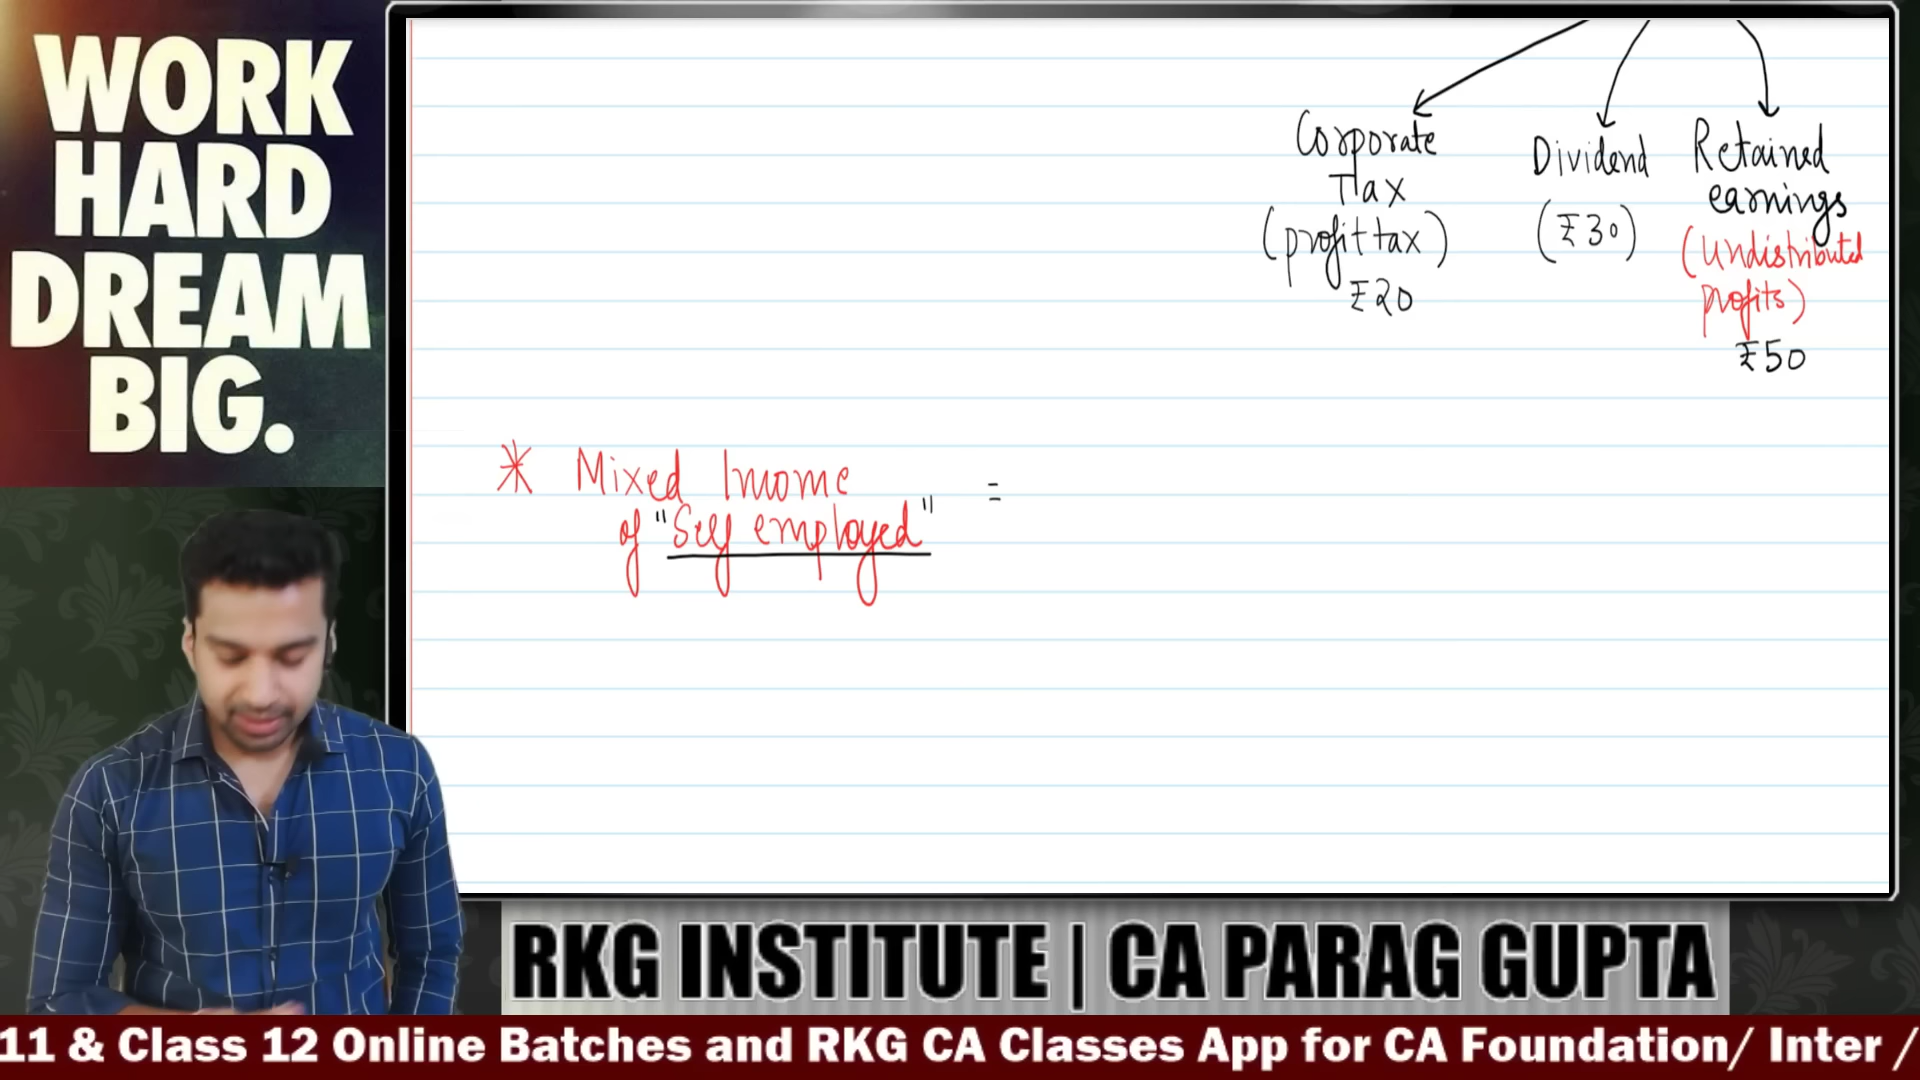 WORK
HARD
DREAM
BIG.
Corporate
Tax
(profit tax)
₹20
Dividend
(₹30)
Retained
earnings
(Undistributed
profits)
₹50
* Mixed Income =
of "Self employed"
RKG INSTITUTE | CA PARAG GUPTA
11 & Class 12 Online Batches and RKG CA Classes App for CA Foundation/ Inter /